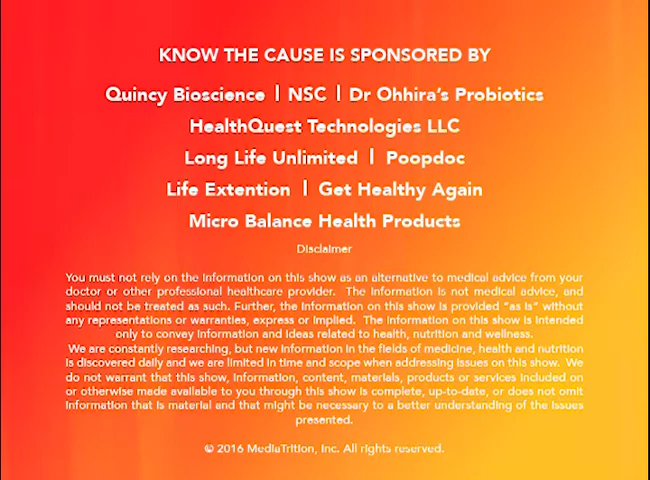 KNOW THE CAUSE IS SPONSORED BY
Quincy Bioscience | NSC | Dr Ohhira's Probiotics
HealthQuest Technologies LLC
Long Life Unlimited | Poopdoc
Life Extention | Get Healthy Again
Micro Balance Health Products
Disclaimer
You must not rely on the information on this show as an alternative to medical advice from your
doctor or other professional healthcare provider. The information is not medical advice, and
should not be treated as such. Further, the information on this show is provided "as is" without
any representations or warranties, express or implied. The information on this show is intended
only to convey information and ideas related to health, nutrition and wellness.
We are constantly researching, but new information in the fields of medicine, health and nutrition
is discovered daily and we are limited in time and scope when addressing issues on this show. We
do not warrant that this show, information, content, materials, products or services included on
or otherwise made available to you through this show is complete, up-to-date, or does not omit
information that is material and that might be necessary to a better understanding of the issues
presented.
© 2016 MediaTrition, Inc. All rights reserved.